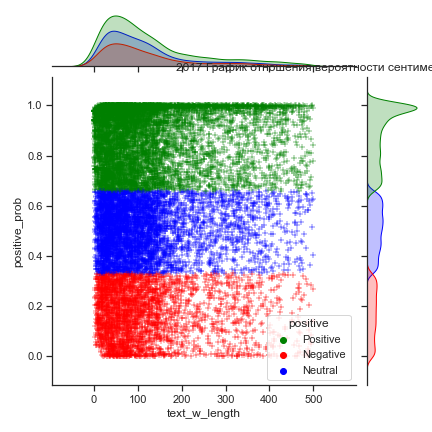 2017 График отншения вероятности сентиме
positive_prob
1.0
0.8
0.6
0.4
0.2
0.0
positive
Positive
Negative
Neutral
0 100 200 300 400 500
text_w_length